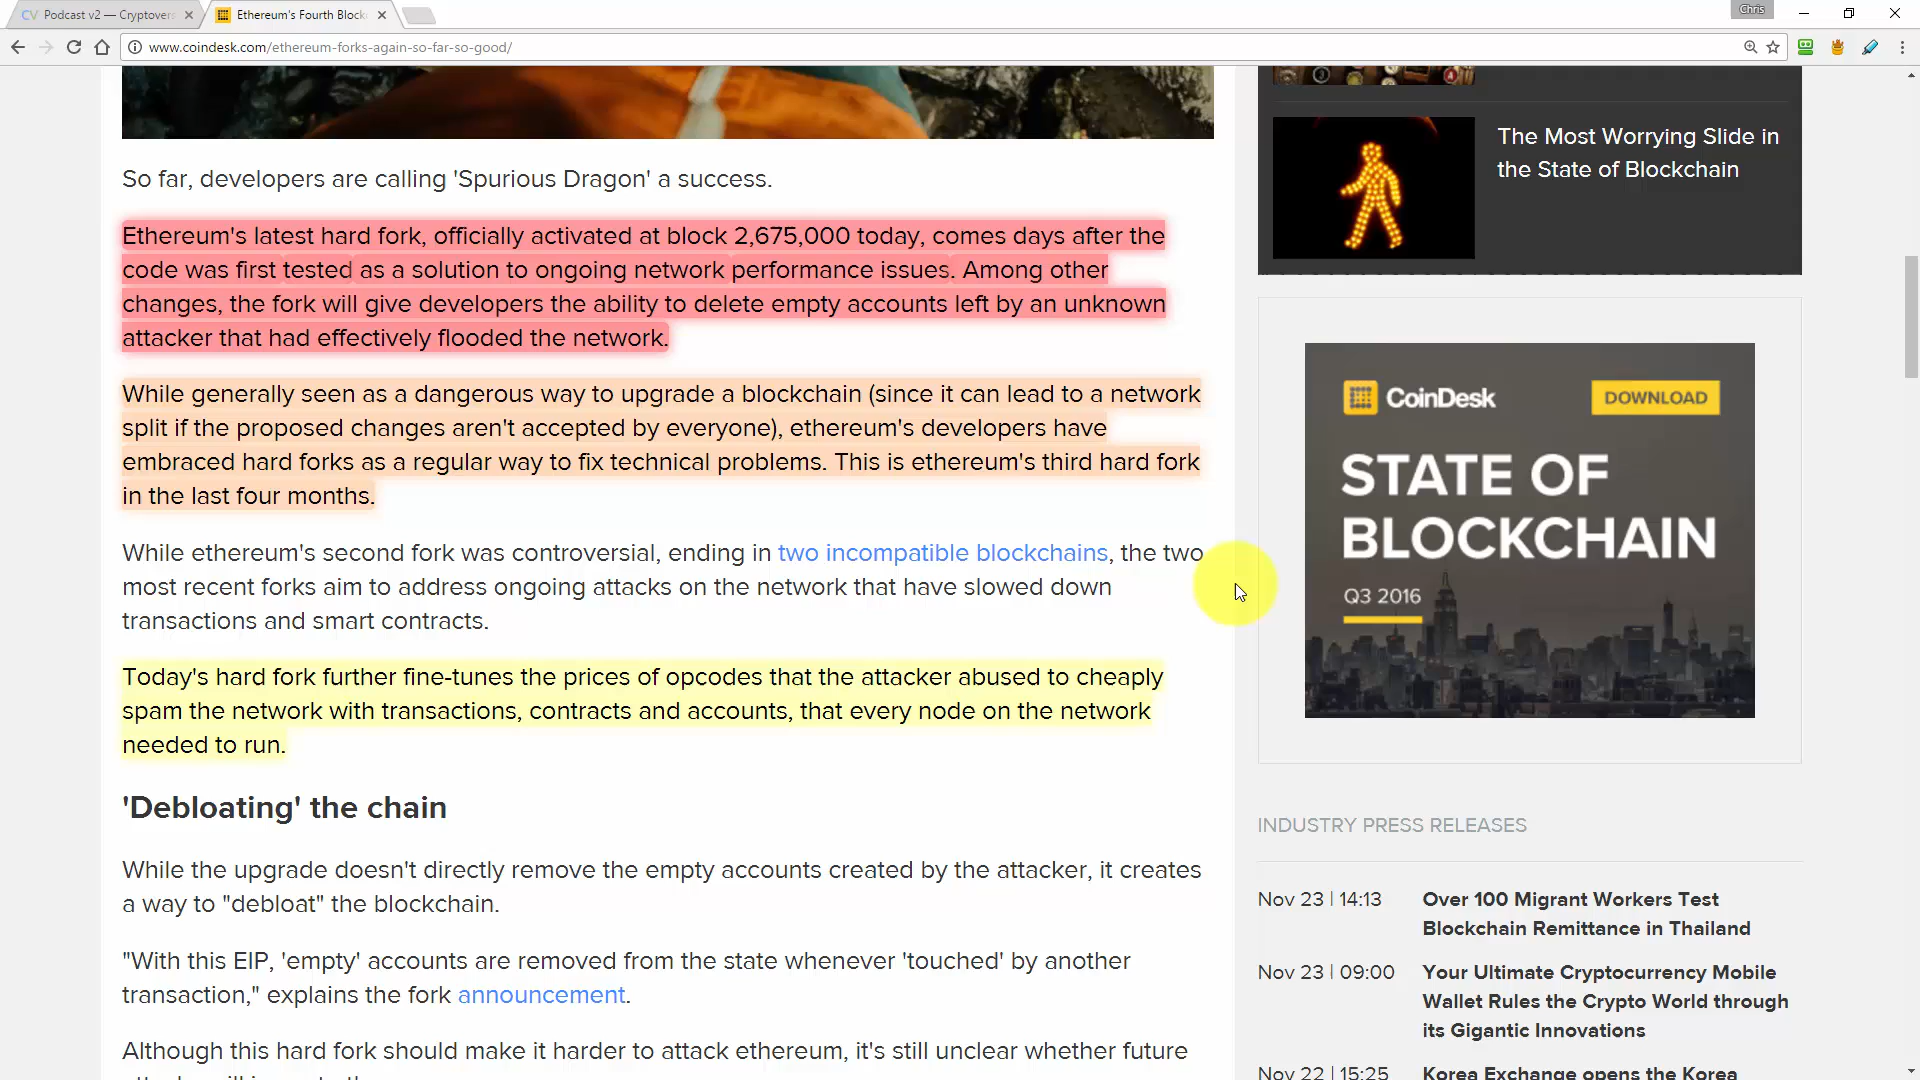 Podcast v2 — Cryptovers
Ethereum's Fourth Block
Chris
www.coindesk.com/ethereum-forks-again-so-far-so-good/
So far, developers are calling 'Spurious Dragon' a success.
Ethereum's latest hard fork, officially activated at block 2,675,000 today, comes days after the
code was first tested as a solution to ongoing network performance issues. Among other
changes, the fork will give developers the ability to delete empty accounts left by an unknown
attacker that had effectively flooded the network.
While generally seen as a dangerous way to upgrade a blockchain (since it can lead to a network
split if the proposed changes aren't accepted by everyone), ethereum's developers have
embraced hard forks as a regular way to fix technical problems. This is ethereum's third hard fork
in the last four months.
While ethereum's second fork was controversial, ending in two incompatible blockchains, the two
most recent forks aim to address ongoing attacks on the network that have slowed down
transactions and smart contracts.
Today's hard fork further fine-tunes the prices of opcodes that the attacker abused to cheaply
spam the network with transactions, contracts and accounts, that every node on the network
needed to run.
'Debloating' the chain
While the upgrade doesn't directly remove the empty accounts created by the attacker, it creates
a way to "debloat" the blockchain.
"With this EIP, 'empty' accounts are removed from the state whenever 'touched' by another
transaction," explains the fork announcement.
Although this hard fork should make it harder to attack ethereum, it's still unclear whether future
The Most Worrying Slide in
the State of Blockchain
CoinDesk
DOWNLOAD
STATE OF
BLOCKCHAIN
Q3 2016
INDUSTRY PRESS RELEASES
Nov 23 | 14:13
Over 100 Migrant Workers Test
Blockchain Remittance in Thailand
Nov 23 | 09:00
Your Ultimate Cryptocurrency Mobile
Wallet Rules the Crypto World through
its Gigantic Innovations
Nov 22 | 15:25
Korea Exchange opens the Korea